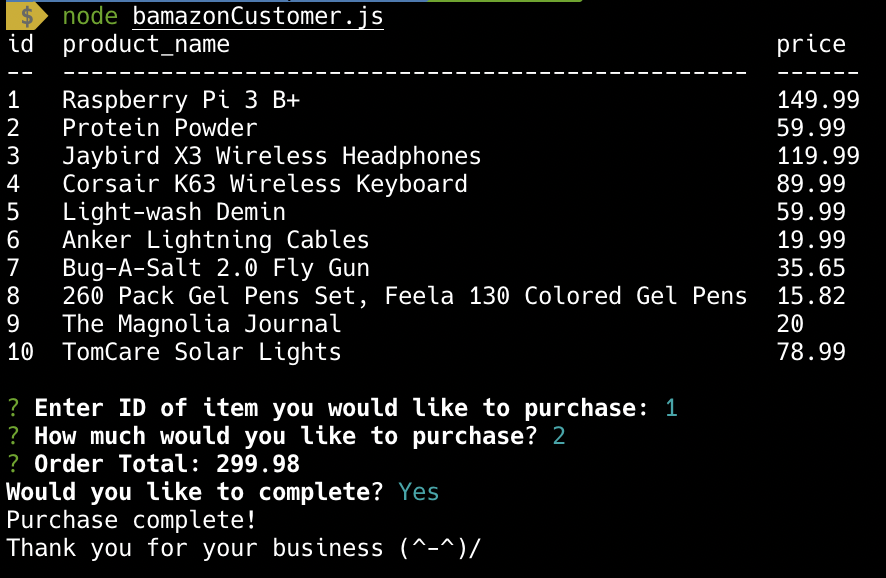 $ node bamazonCustomer.js
id  product_name                                       price
--  -------------------------------------------------  ------
1   Raspberry Pi 3 B+                                  149.99
2   Protein Powder                                     59.99
3   Jaybird X3 Wireless Headphones                     119.99
4   Corsair K63 Wireless Keyboard                      89.99
5   Light-wash Demin                                   59.99
6   Anker Lightning Cables                             19.99
7   Bug-A-Salt 2.0 Fly Gun                             35.65
8   260 Pack Gel Pens Set, Feela 130 Colored Gel Pens  15.82
9   The Magnolia Journal                               20
10  TomCare Solar Lights                               78.99
? Enter ID of item you would like to purchase: 1
? How much would you like to purchase? 2
? Order Total: 299.98
Would you like to complete? Yes
Purchase complete!
Thank you for your business (^-^)/